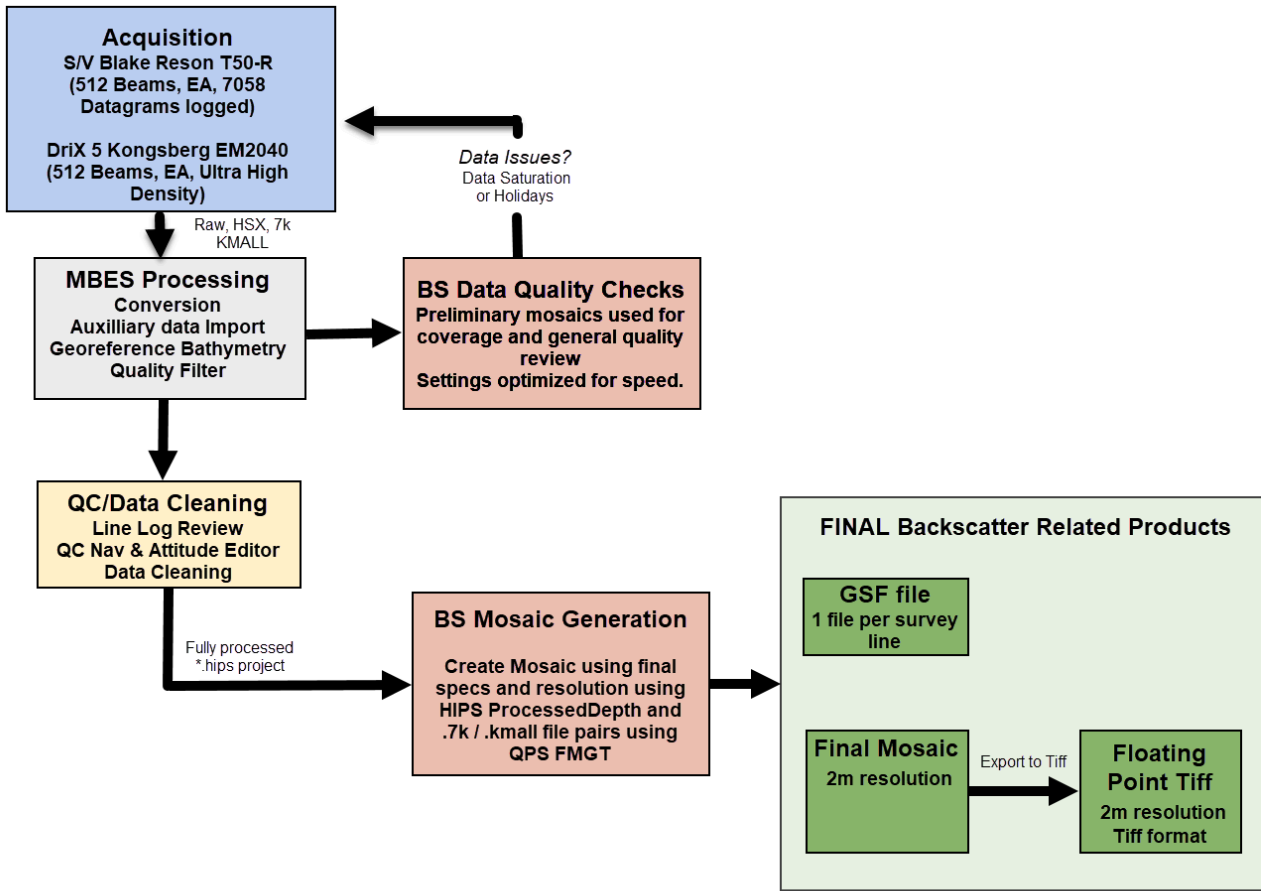 Acquisition
S/V Blake Reson T50-R
(512 Beams, EA, 7058
Datagrams logged)
DriX 5 Kongsberg EM2040
(512 Beams, EA, Ultra High
Density)
Raw, HSX, 7k
KMALL
Data Issues?
Data Saturation
or Holidays
MBES Processing
Conversion
Auxilliary data Import
Georeference Bathymetry
Quality Filter
BS Data Quality Checks
Preliminary mosaics used for
coverage and general quality
review
Settings optimized for speed.
QC/Data Cleaning
Line Log Review
QC Nav & Attitude Editor
Data Cleaning
Fully processed
*.hips project
BS Mosaic Generation
Create Mosaic using final
specs and resolution using
HIPS ProcessedDepth and
.7k / .kmall file pairs using
QPS FMGT
FINAL Backscatter Related Products
GSF file
1 file per survey
line
Final Mosaic
2m resolution
Export to Tiff
Floating
Point Tiff
2m resolution
Tiff format